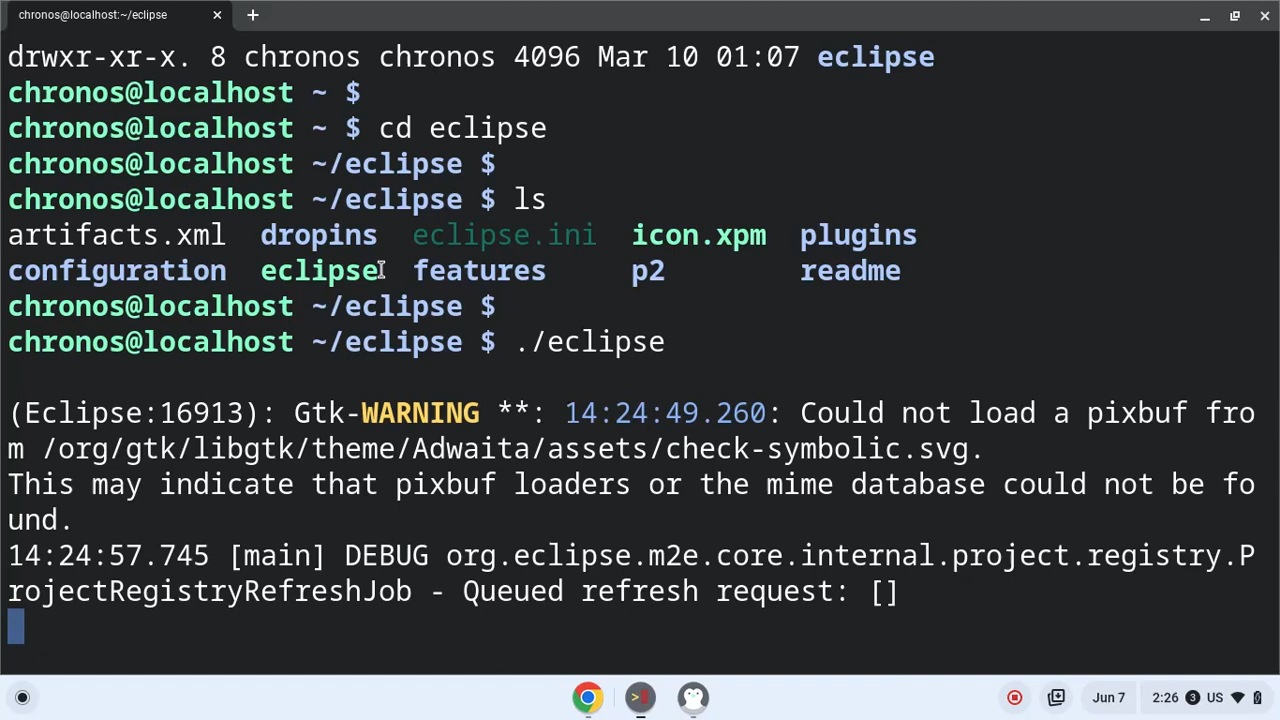 chronos@localhost:~/eclipse
drwxr-xr-x. 8 chronos chronos 4096 Mar 10 01:07 eclipse
chronos@localhost ~ $
chronos@localhost ~ $ cd eclipse
chronos@localhost ~/eclipse $
chronos@localhost ~/eclipse $ ls
artifacts.xml dropins eclipse.ini icon.xpm plugins
configuration eclipse features p2 readme
chronos@localhost ~/eclipse $
chronos@localhost ~/eclipse $ ./eclipse
(Eclipse:16913): Gtk-WARNING **: 14:24:49.260: Could not load a pixbuf fro
m /org/gtk/libgtk/theme/Adwaita/assets/check-symbolic.svg.
This may indicate that pixbuf loaders or the mime database could not be fo
und.
14:24:57.745 [main] DEBUG org.eclipse.m2e.core.internal.project.registry.P
rojectRegistryRefreshJob - Queued refresh request: []
Jun 7 2:26 3 US